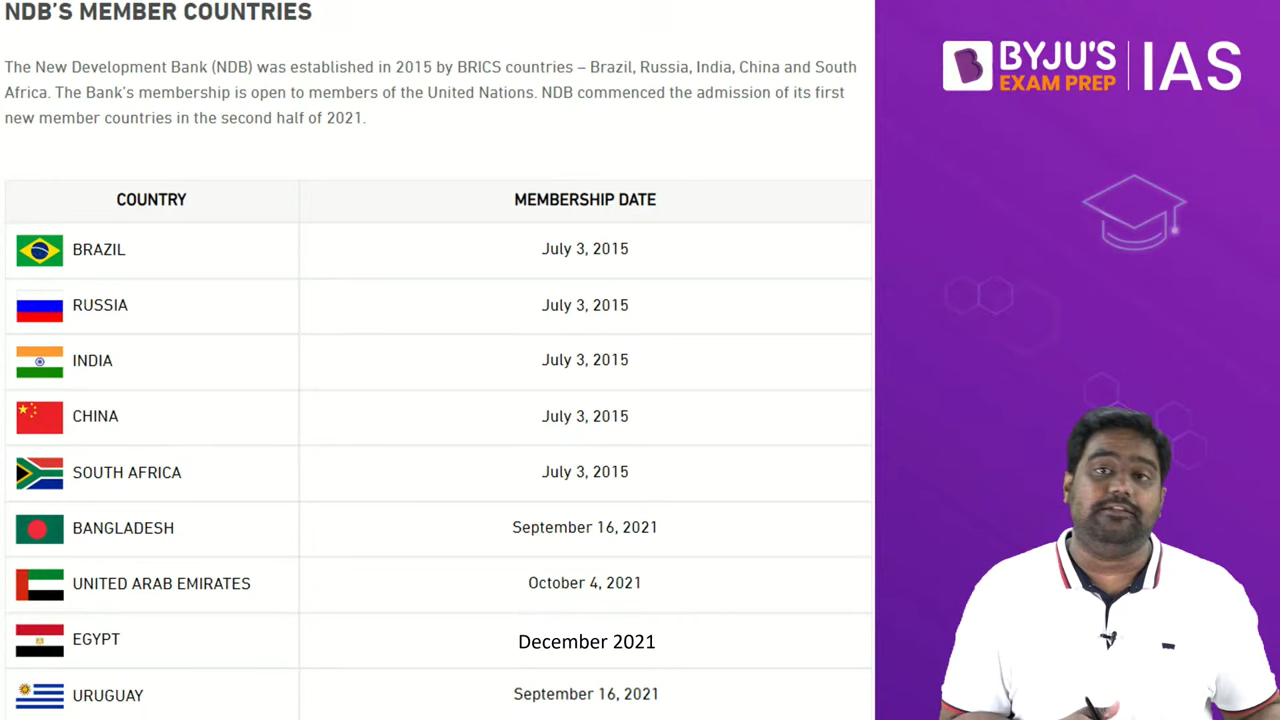 NDB'S MEMBER COUNTRIES
The New Development Bank (NDB) was established in 2015 by BRICS countries – Brazil, Russia, India, China and South
Africa. The Bank's membership is open to members of the United Nations. NDB commenced the admission of its first
new member countries in the second half of 2021.
COUNTRY MEMBERSHIP DATE
BRAZIL July 3, 2015
RUSSIA July 3, 2015
INDIA July 3, 2015
CHINA July 3, 2015
SOUTH AFRICA July 3, 2015
BANGLADESH September 16, 2021
UNITED ARAB EMIRATES October 4, 2021
EGYPT December 2021
URUGUAY September 16, 2021
BYJU'S
EXAM PREP
IAS